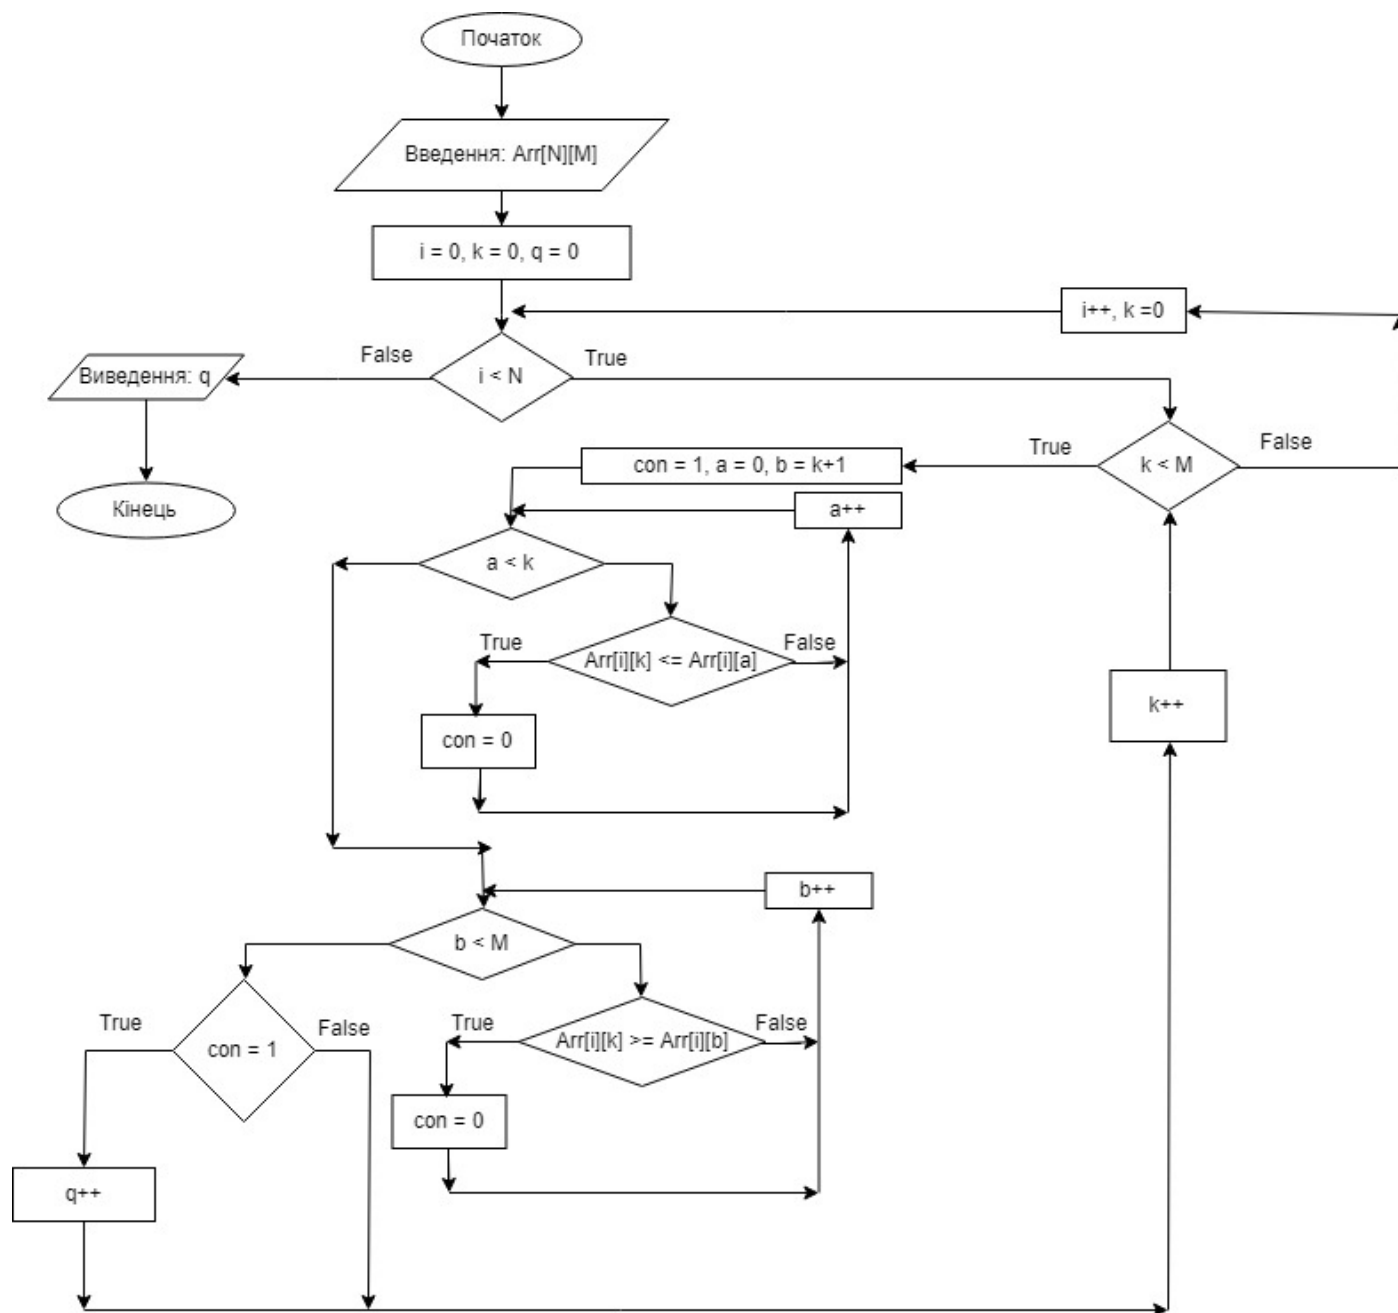 Початок
Введення: Arr[N][M]
i = 0, k = 0, q = 0
i++, k =0
False
True
Виведення: q
i < N
True
False
con = 1, a = 0, b = k+1
k < M
Кінець
a++
a < k
True
False
Arr[i][k] <= Arr[i][a]
k++
con = 0
b++
b < M
True
False
True
False
con = 1
Arr[i][k] >= Arr[i][b]
con = 0
q++